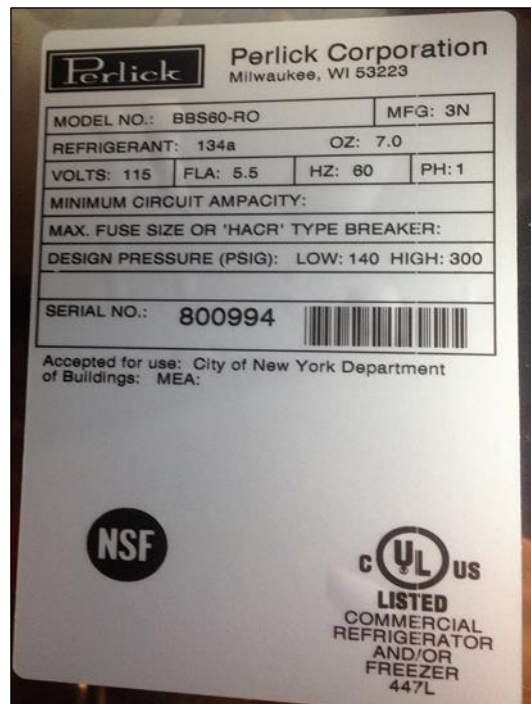 Perlick
Perlick Corporation
Milwaukee, WI 53223
MODEL NO.: BBS60-RO MFG: 3N
REFRIGERANT: 134a OZ: 7.0
VOLTS: 115 FLA: 5.5 HZ: 60 PH: 1
MINIMUM CIRCUIT AMPACITY:
MAX. FUSE SIZE OR 'HACR' TYPE BREAKER:
DESIGN PRESSURE (PSIG): LOW: 140 HIGH: 300
SERIAL NO.: 800994
Accepted for use: City of New York Department
of Buildings: MEA:
NSF
C UL US
LISTED
COMMERCIAL
REFRIGERATOR
AND/OR
FREEZER
447L